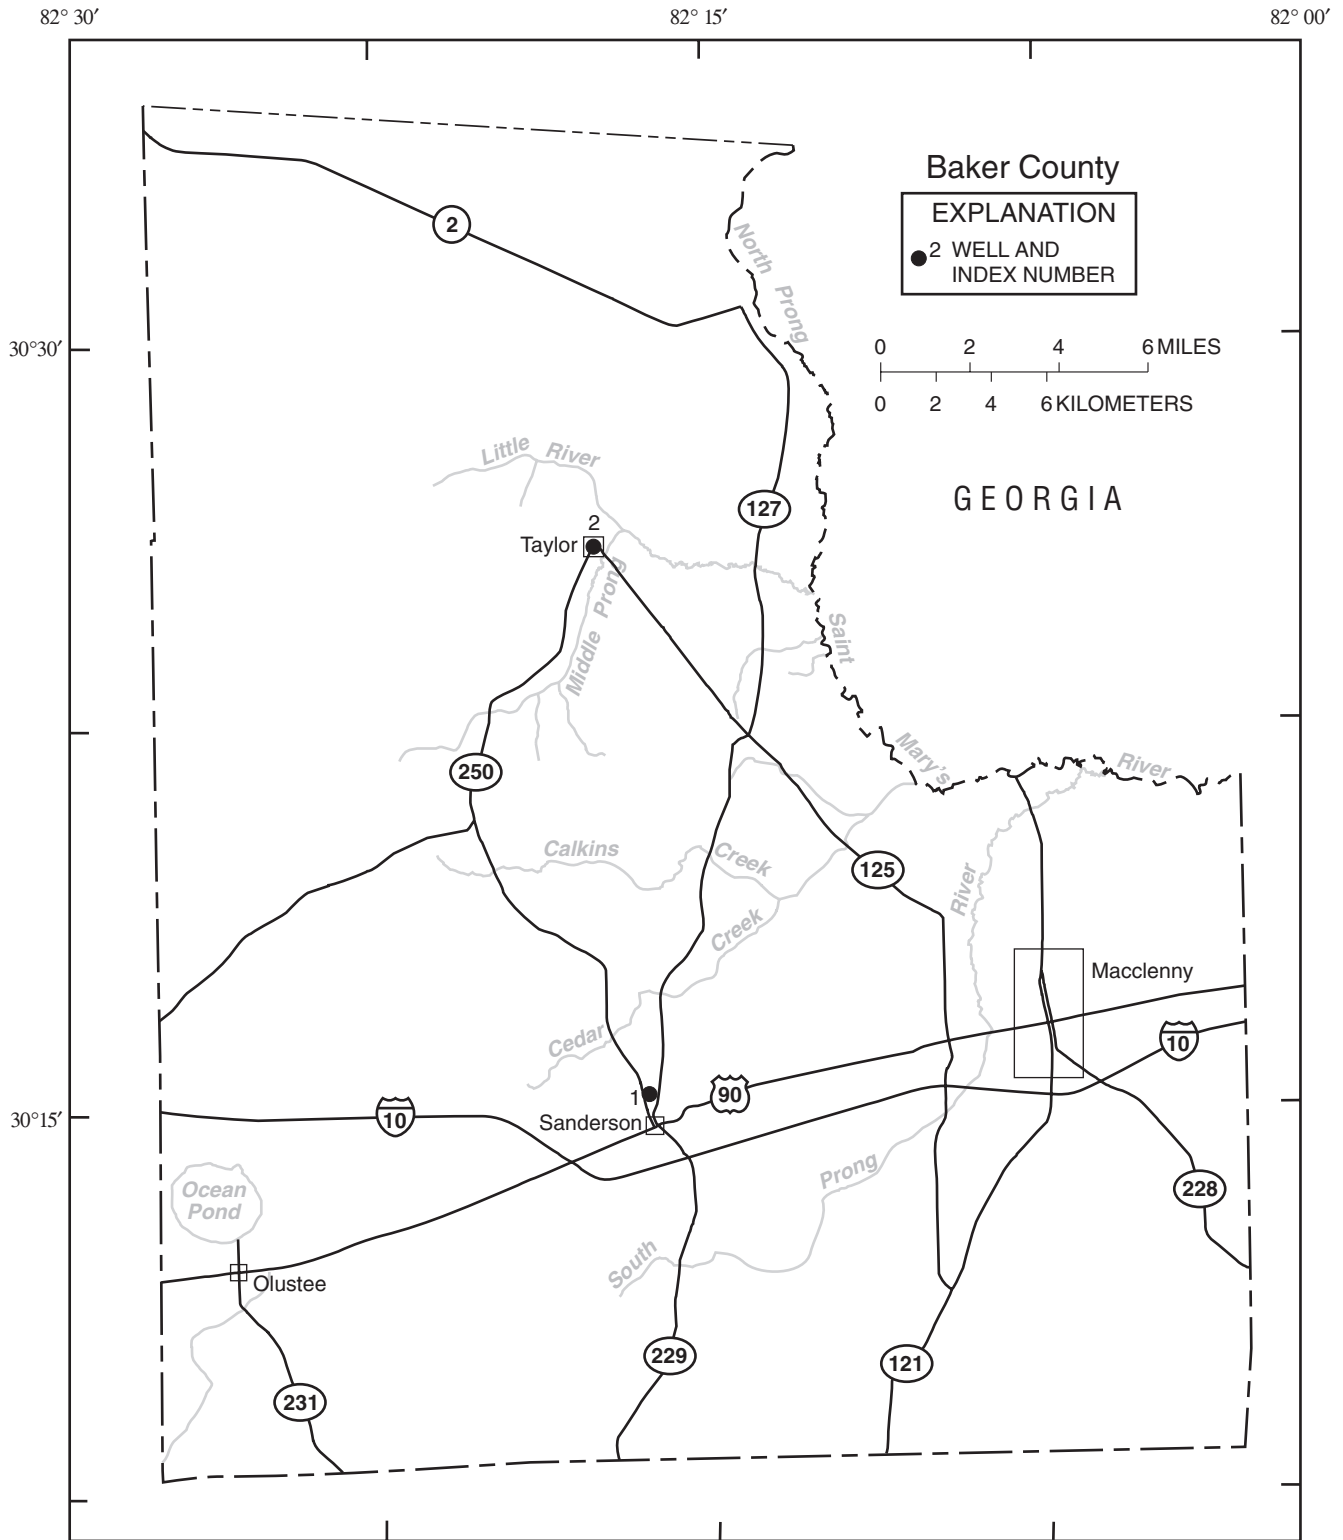 82° 30′
82° 15′
82° 00′
Baker County
EXPLANATION
2 WELL AND
INDEX NUMBER
2
North Prong
30°30′
0 2 4 6 MILES
0 2 4 6 KILOMETERS
Little River
GEORGIA
127
2
Taylor
Middle Prong
Saint
Mary's
River
250
Calkins
Creek
125
River
Creek
Macclenny
Cedar
10
90
1
10
30°15′
Sanderson
Prong
228
Ocean
Pond
South
Olustee
229
121
231